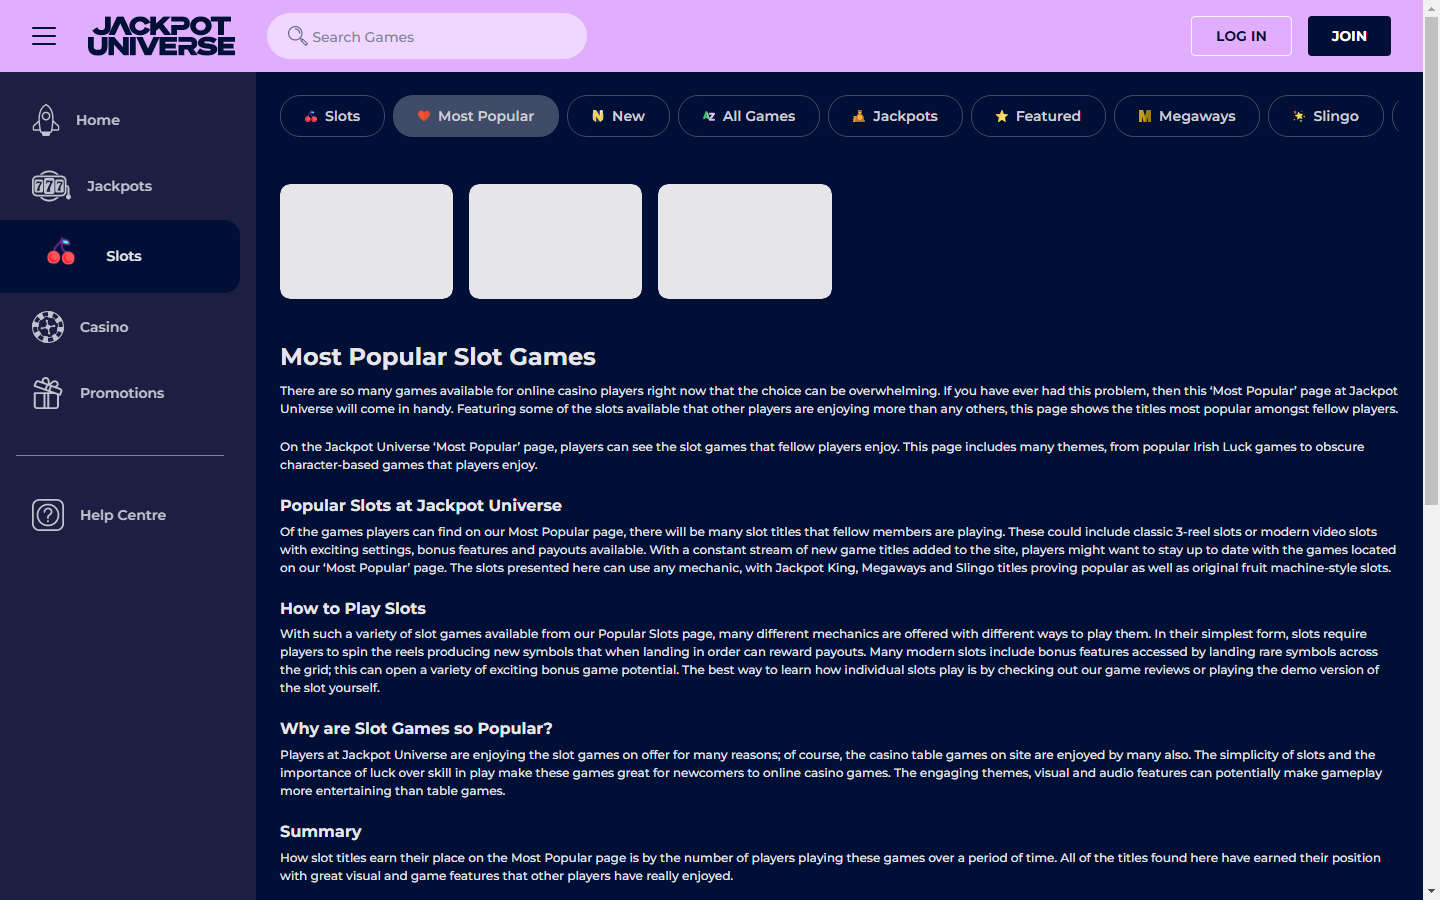 JACKPOT
UNIVERSE
Search Games
LOG IN
JOIN
Home
Jackpots
777
Slots
Casino
Promotions
Help Centre
Slots
Most Popular
N New
AZ All Games
Jackpots
Featured
M Megaways
Slingo
Most Popular Slot Games
There are so many games available for online casino players right now that the choice can be overwhelming. If you have ever had this problem, then this ‘Most Popular’ page at Jackpot
Universe will come in handy. Featuring some of the slots available that other players are enjoying more than any others, this page shows the titles most popular amongst fellow players.
On the Jackpot Universe ‘Most Popular’ page, players can see the slot games that fellow players enjoy. This page includes many themes, from popular Irish Luck games to obscure
character-based games that players enjoy.
Popular Slots at Jackpot Universe
Of the games players can find on our Most Popular page, there will be many slot titles that fellow members are playing. These could include classic 3-reel slots or modern video slots
with exciting settings, bonus features and payouts available. With a constant stream of new game titles added to the site, players might want to stay up to date with the games located
on our ‘Most Popular’ page. The slots presented here can use any mechanic, with Jackpot King, Megaways and Slingo titles proving popular as well as original fruit machine-style slots.
How to Play Slots
With such a variety of slot games available from our Popular Slots page, many different mechanics are offered with different ways to play them. In their simplest form, slots require
players to spin the reels producing new symbols that when landing in order can reward payouts. Many modern slots include bonus features accessed by landing rare symbols across
the grid; this can open a variety of exciting bonus game potential. The best way to learn how individual slots play is by checking out our game reviews or playing the demo version of
the slot yourself.
Why are Slot Games so Popular?
Players at Jackpot Universe are enjoying the slot games on offer for many reasons; of course, the casino table games on site are enjoyed by many also. The simplicity of slots and the
importance of luck over skill in play make these games great for newcomers to online casino games. The engaging themes, visual and audio features can potentially make gameplay
more entertaining than table games.
Summary
How slot titles earn their place on the Most Popular page is by the number of players playing these games over a period of time. All of the titles found here have earned their position
with great visual and game features that other players have really enjoyed.